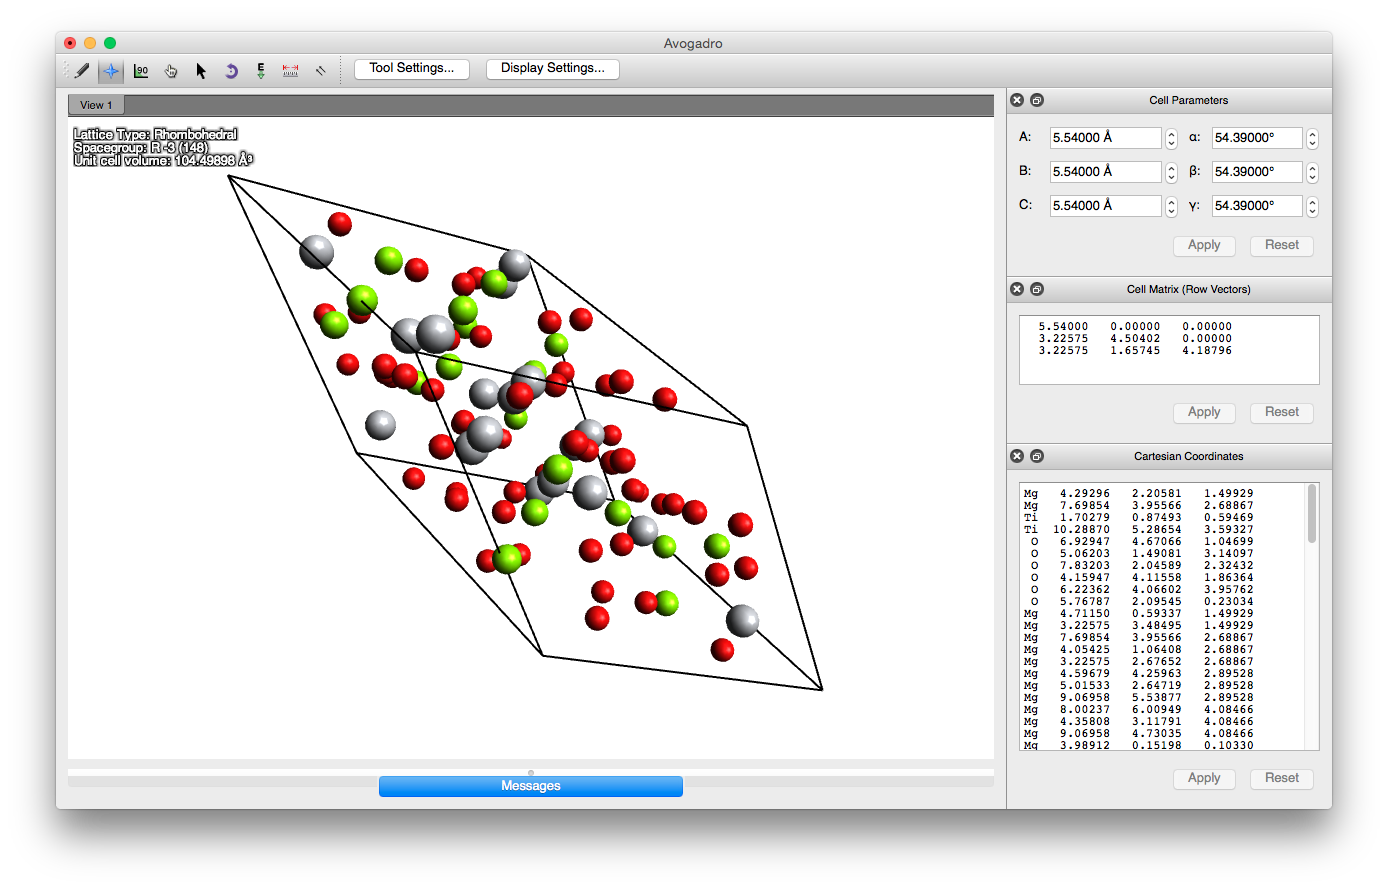 Avogadro
90
E
Tool Settings...
Display Settings...
View 1
Lattice Type: Rhombohedral
Spacegroup: R -3 (148)
Unit cell volume: 104.49898 Å³
Messages
Cell Parameters
A: 5.54000 Å α: 54.39000°
B: 5.54000 Å β: 54.39000°
C: 5.54000 Å γ: 54.39000°
Apply Reset
Cell Matrix (Row Vectors)
5.54000 0.00000 0.00000
3.22575 4.50402 0.00000
3.22575 1.65745 4.18796
Apply Reset
Cartesian Coordinates
Mg 4.29296 2.20581 1.49929
Mg 7.69854 3.95566 2.68867
Ti 1.70279 0.87493 0.59469
Ti 10.28870 5.28654 3.59327
O 6.92947 4.67066 1.04699
O 5.06203 1.49081 3.14097
O 7.83203 2.04589 2.32432
O 4.15947 4.11558 1.86364
O 6.22362 4.06602 3.95762
O 5.76787 2.09545 0.23034
Mg 4.71150 0.59337 1.49929
Mg 3.22575 3.48495 1.49929
Mg 7.69854 3.95566 2.68867
Mg 4.05425 1.06408 2.68867
Mg 3.22575 2.67652 2.68867
Mg 4.59679 4.25963 2.89528
Mg 5.01533 2.64719 2.89528
Mg 9.06958 5.53877 2.89528
Mg 8.00237 6.00949 4.08466
Mg 4.35808 3.11791 4.08466
Mg 9.06958 4.73035 4.08466
Mg 3.98912 0.15198 0.10330
Apply Reset